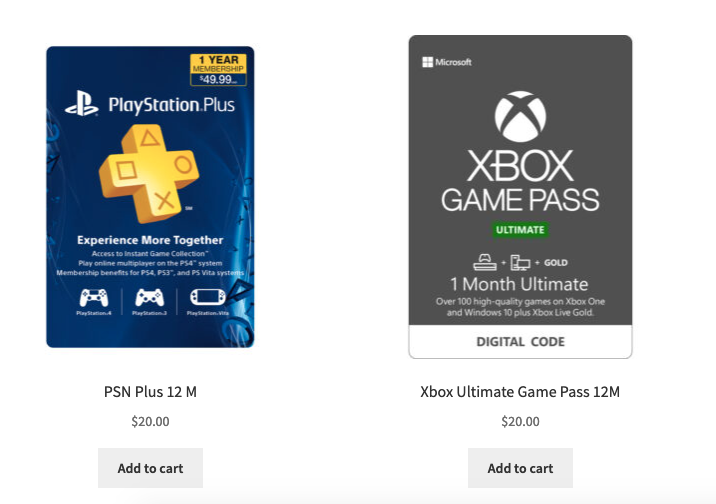 1 YEAR
MEMBERSHIP
$49.99
PlayStation.Plus
SM
Experience More Together
Access to Instant Game Collection™
Play online multiplayer on the PS4™ system
Membership benefits for PS4, PS3™, and PS Vita systems
PlayStation.4
PlayStation.3
PlayStation.Vita
PSN Plus 12 M
$20.00
Add to cart
Microsoft
XBOX
GAME PASS
ULTIMATE
+ + GOLD
1 Month Ultimate
Over 100 high-quality games on Xbox One
and Windows 10 plus Xbox Live Gold.
DIGITAL CODE
Xbox Ultimate Game Pass 12M
$20.00
Add to cart